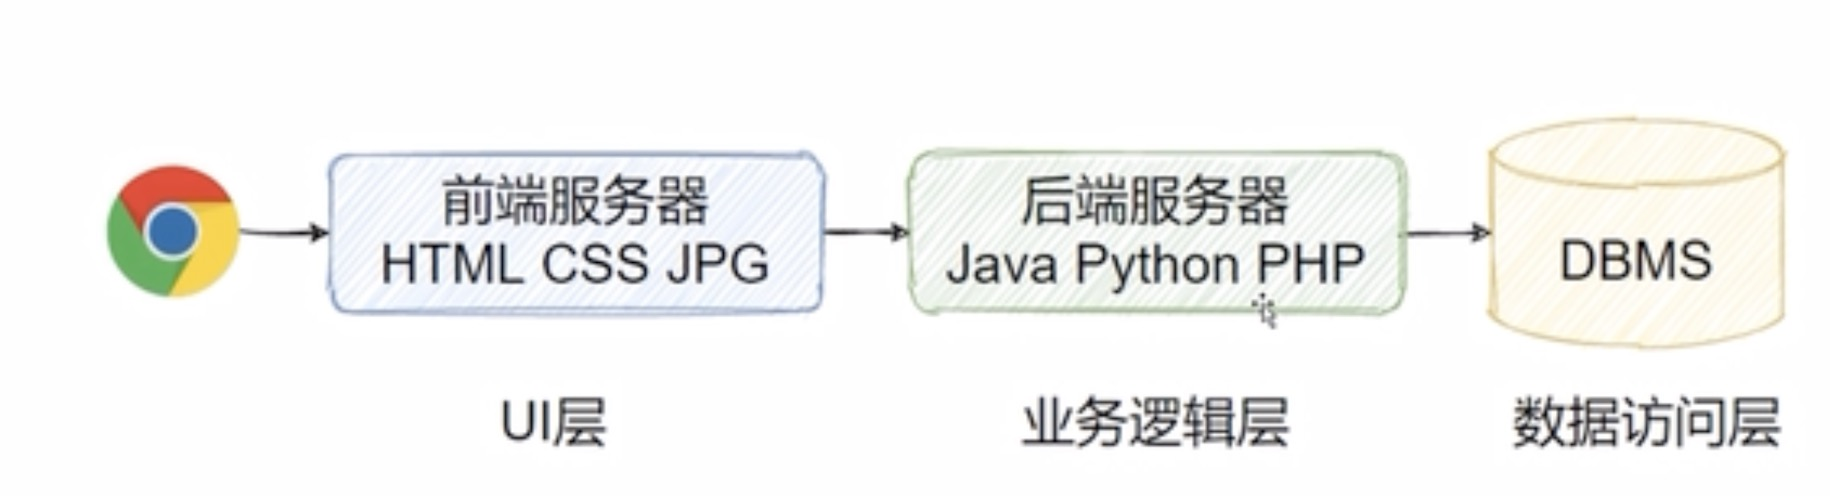 前端服务器
HTML CSS JPG
后端服务器
Java Python PHP
DBMS
UI层
业务逻辑层
数据访问层